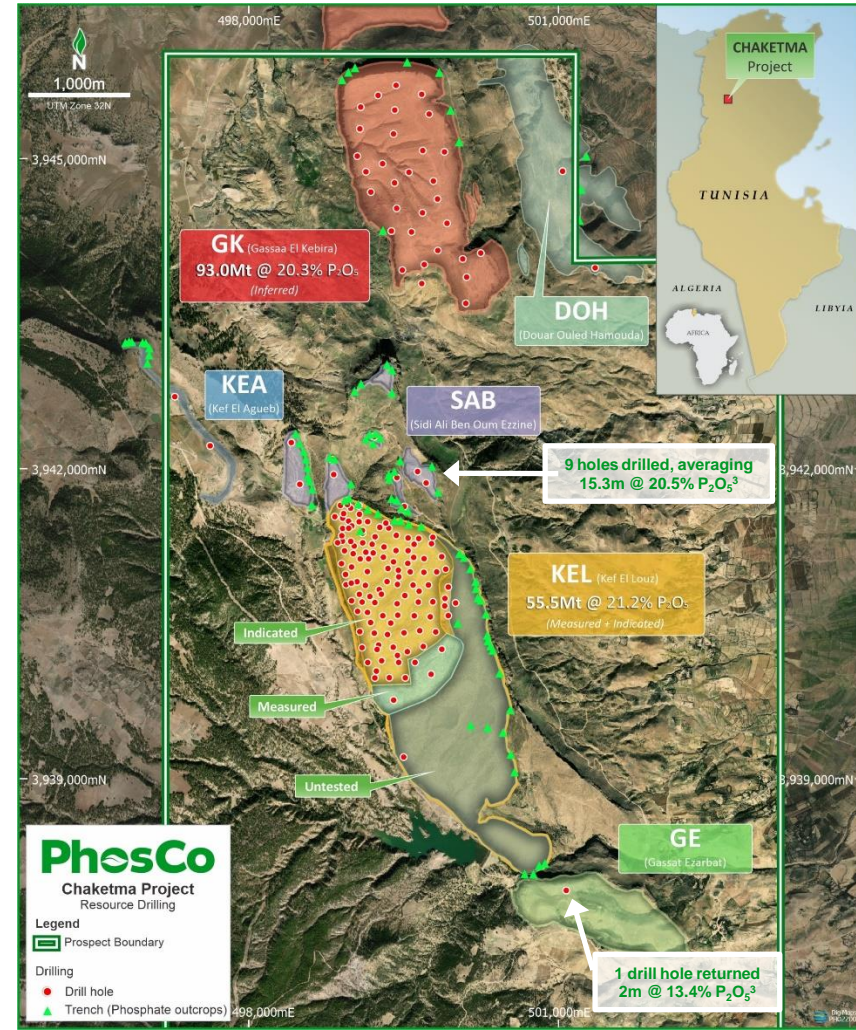 498,000mE
501,000mE
N
1,000m
UTM Zone 32N
CHAKETMA
Project
TUNISIA
ALGERIA
LIBYIA
AFRICA
3,945,000mN
3,945,000mN
GK (Gassaa El Kebira)
93.0Mt @ 20.3% P₂O₅
(Inferred)
DOH
(Douar Ouled Hamouda)
KEA
(Kef El Agueb)
SAB
(Sidi Ali Ben Oum Ezzine)
3,942,000mN
3,942,000mN
9 holes drilled, averaging
15.3m @ 20.5% P₂O₅³
KEL (Kef El Louz)
55.5Mt @ 21.2% P₂O₅
(Measured + Indicated)
Indicated
Measured
Untested
3,939,000mN
3,939,000mN
GE
(Gassat Ezarbat)
1 drill hole returned
2m @ 13.4% P₂O₅³
PhosCo
Chaketma Project
Resource Drilling
Legend
Prospect Boundary
Drilling
Drill hole
Trench (Phosphate outcrops)
498,000mE
501,000mE